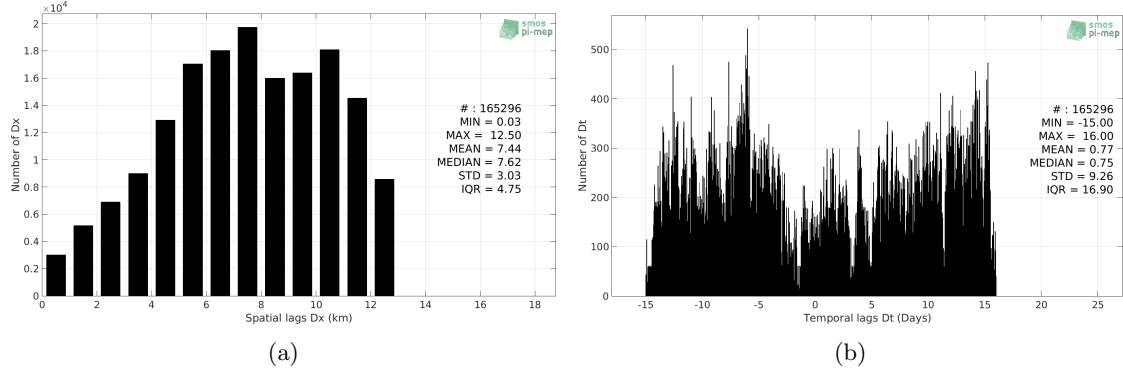 ×10⁴
2
1.8
1.6
1.4
1.2
1
0.8
0.6
0.4
0.2
0
Number of Dx
0 2 4 6 8 10 12 14 16 18
Spatial lags Dx (km)
smos
pi-mep
# : 165296
MIN = 0.03
MAX = 12.50
MEAN = 7.44
MEDIAN = 7.62
STD = 3.03
IQR = 4.75
(a)
500
400
300
200
100
0
Number of Dt
-15 -10 -5 0 5 10 15 20 25
Temporal lags Dt (Days)
smos
pi-mep
# : 165296
MIN = -15.00
MAX = 16.00
MEAN = 0.77
MEDIAN = 0.75
STD = 9.26
IQR = 16.90
(b)